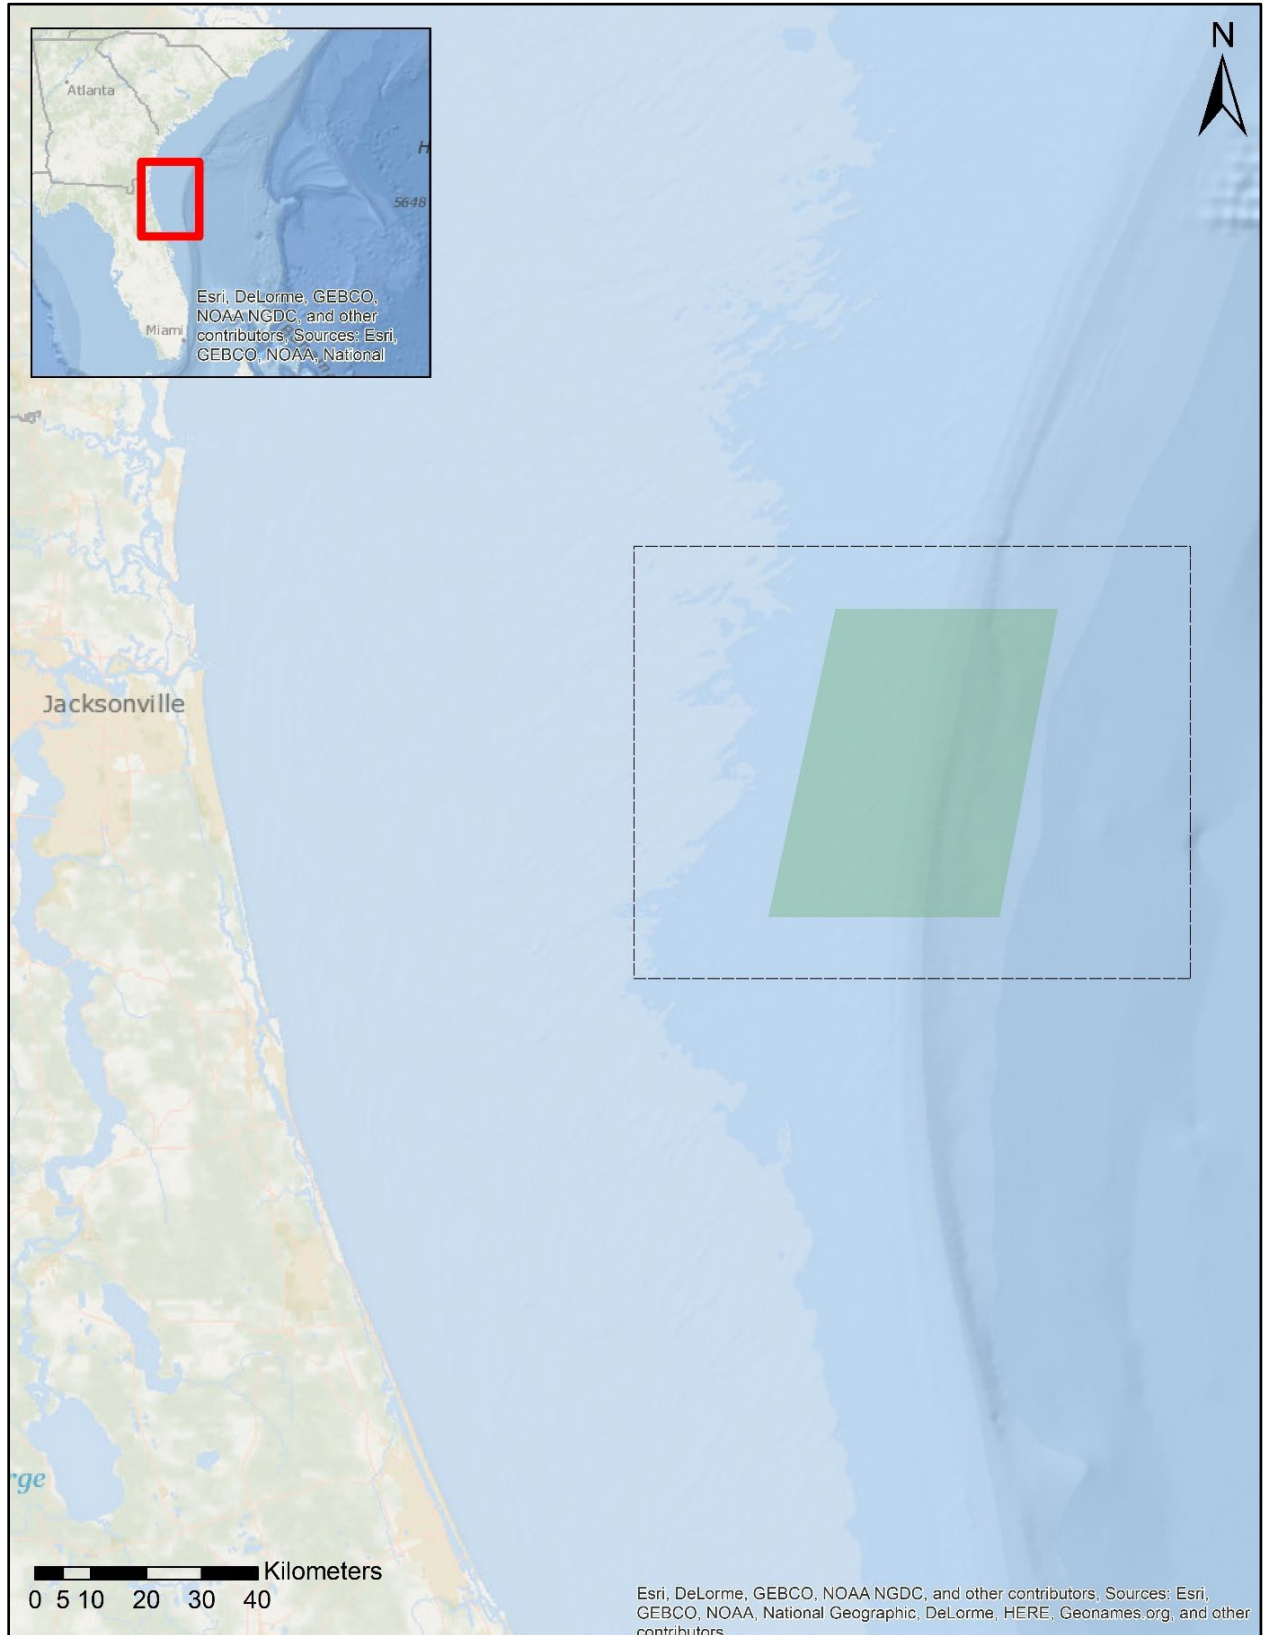 N
Atlanta
H
5648
Esri, DeLorme, GEBCO,
NOAA NGDC, and other
contributors, Sources: Esri,
GEBCO, NOAA, National
Miami
Jacksonville
rge
Kilometers
0 5 10 20 30 40
Esri, DeLorme, GEBCO, NOAA NGDC, and other contributors, Sources: Esri,
GEBCO, NOAA, National Geographic, DeLorme, HERE, Geonames.org, and other
contributors